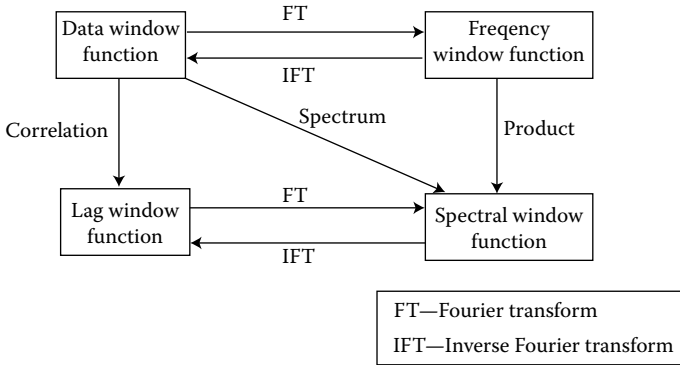 FT
Data window
function
Freqency
window function
IFT
Spectrum
Correlation
Product
FT
Lag window
function
Spectral window
function
IFT
FT—Fourier transform
IFT—Inverse Fourier transform